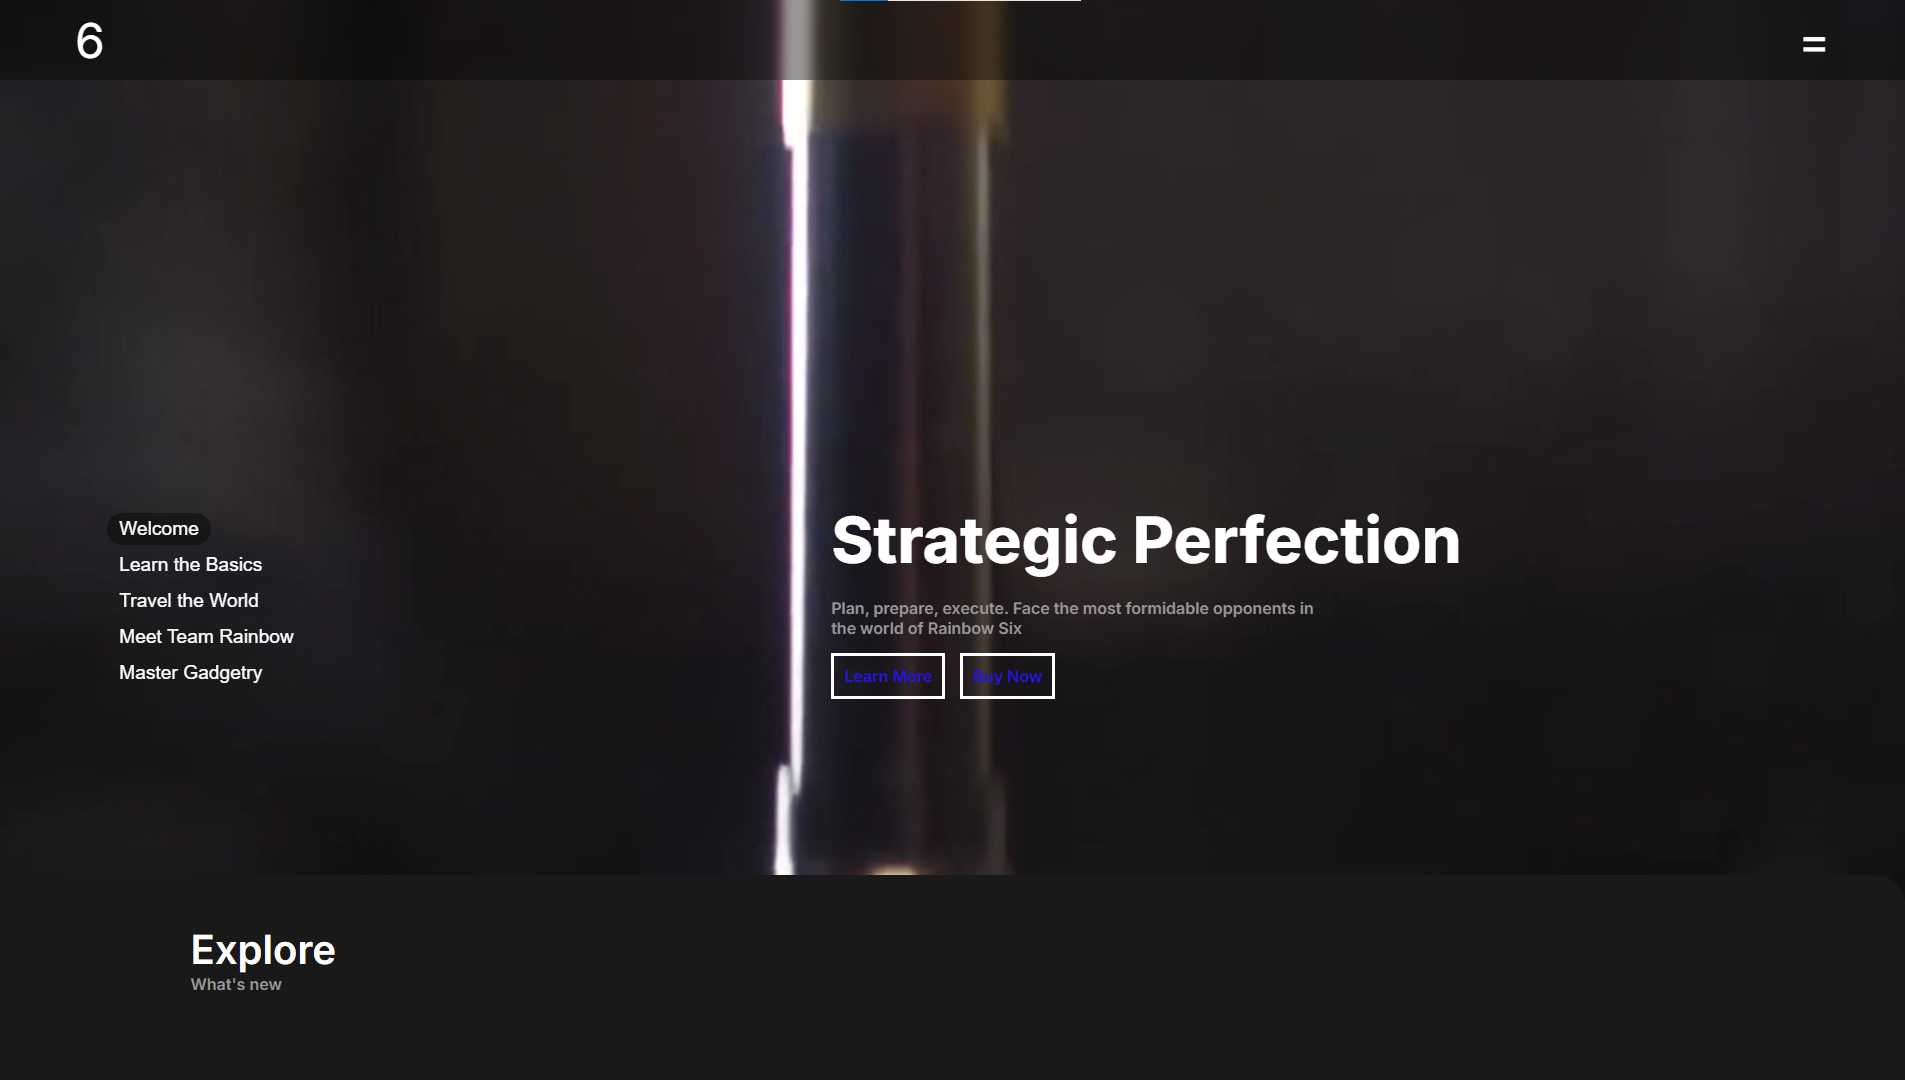 6
Welcome
Learn the Basics
Travel the World
Meet Team Rainbow
Master Gadgetry
Strategic Perfection
Plan, prepare, execute. Face the most formidable opponents in
the world of Rainbow Six
Learn More
Buy Now
Explore
What's new